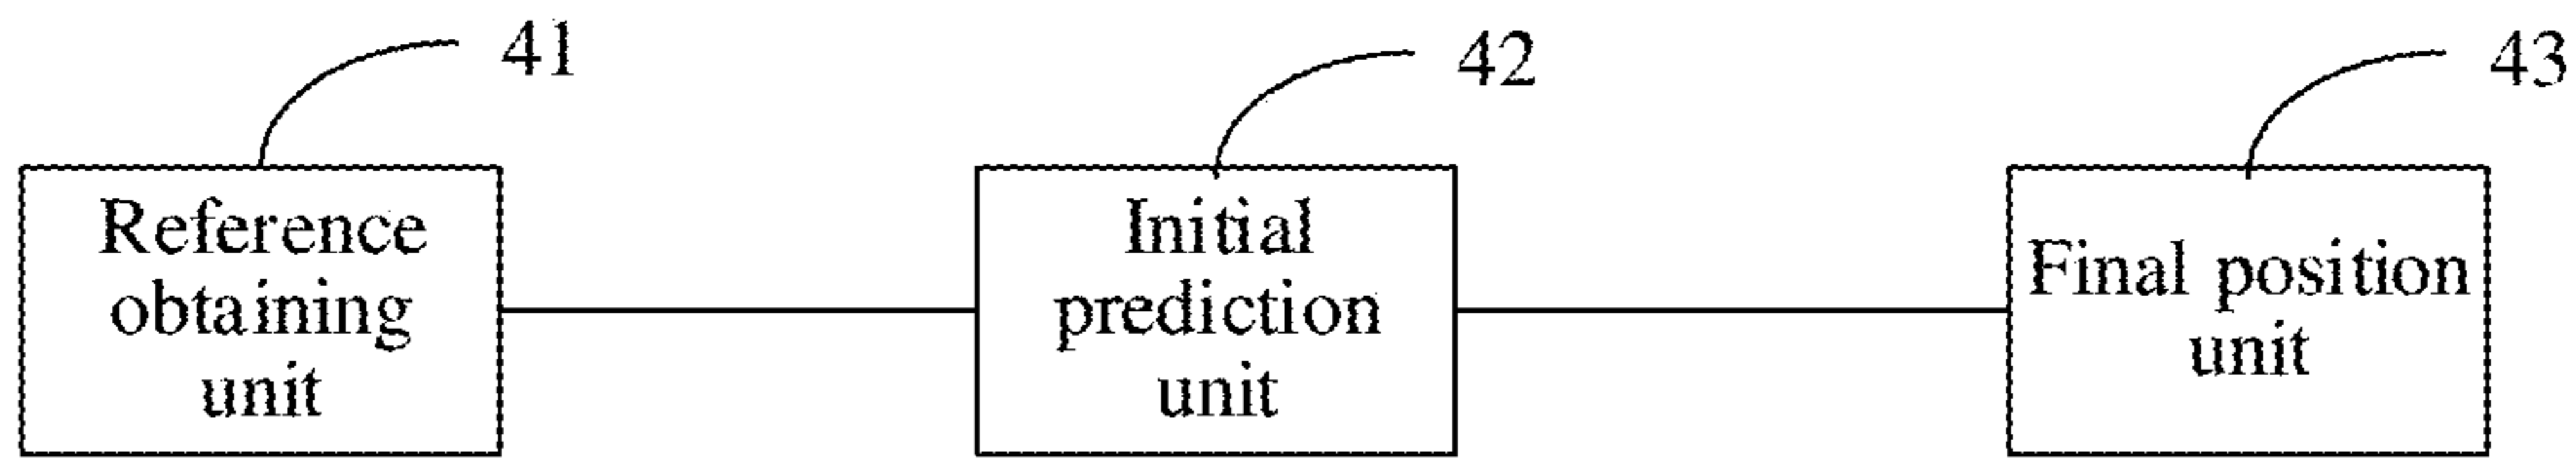 41
42
43
Reference
obtaining
unit
Initial
prediction
unit
Final position
unit